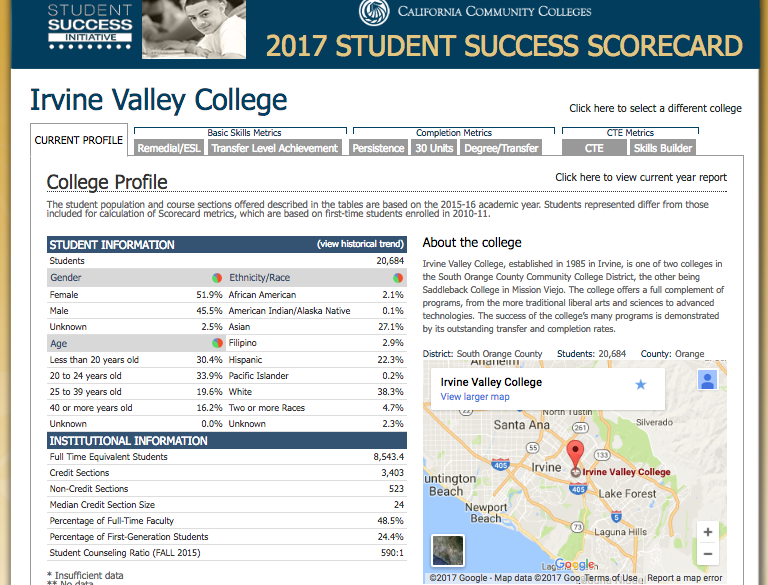 STUDENT
SUCCESS
INITIATIVE
CALIFORNIA COMMUNITY COLLEGES
2017 STUDENT SUCCESS SCORECARD
Irvine Valley College
Click here to select a different college
CURRENT PROFILE
Basic Skills Metrics
Completion Metrics
CTE Metrics
Remedial/ESL
Transfer Level Achievement
Persistence
30 Units
Degree/Transfer
CTE
Skills Builder
College Profile
Click here to view current year report
The student population and course sections offered described in the tables are based on the 2015-16 academic year. Students represented differ from those
included for calculation of Scorecard metrics, which are based on first-time students enrolled in 2010-11.
STUDENT INFORMATION (view historical trend)
Students 20,684
Gender Ethnicity/Race
Female 51.9% African American 2.1%
Male 45.5% American Indian/Alaska Native 0.1%
Unknown 2.5% Asian 27.1%
Age Filipino 2.9%
Less than 20 years old 30.4% Hispanic 22.3%
20 to 24 years old 33.9% Pacific Islander 0.2%
25 to 39 years old 19.6% White 38.3%
40 or more years old 16.2% Two or more Races 4.7%
Unknown 0.0% Unknown 2.3%
INSTITUTIONAL INFORMATION
Full Time Equivalent Students 8,543.4
Credit Sections 3,403
Non-Credit Sections 523
Median Credit Section Size 24
Percentage of Full-Time Faculty 48.5%
Percentage of First-Generation Students 24.4%
Student Counseling Ratio (FALL 2015) 590:1
* Insufficient data
** No data
About the college
Irvine Valley College, established in 1985 in Irvine, is one of two colleges in
the South Orange County Community College District, the other being
Saddleback College in Mission Viejo. The college offers a full complement of
programs, from the more traditional liberal arts and sciences to advanced
technologies. The success of the college's many programs is demonstrated
by its outstanding transfer and completion rates.
District: South Orange County Students: 20,684 County: Orange
Anaheim
Irvine Valley College
View larger map
22
North Tustin
Silverado
Santa Ana
261
55
133
405
Irvine
Irvine Valley College
untington
Beach
405
Lake Forest
Newport
Beach
5
73
Laguna Hills
Google
+
−
©2017 Google - Map data ©2017 Goo Terms of Use Report a map error